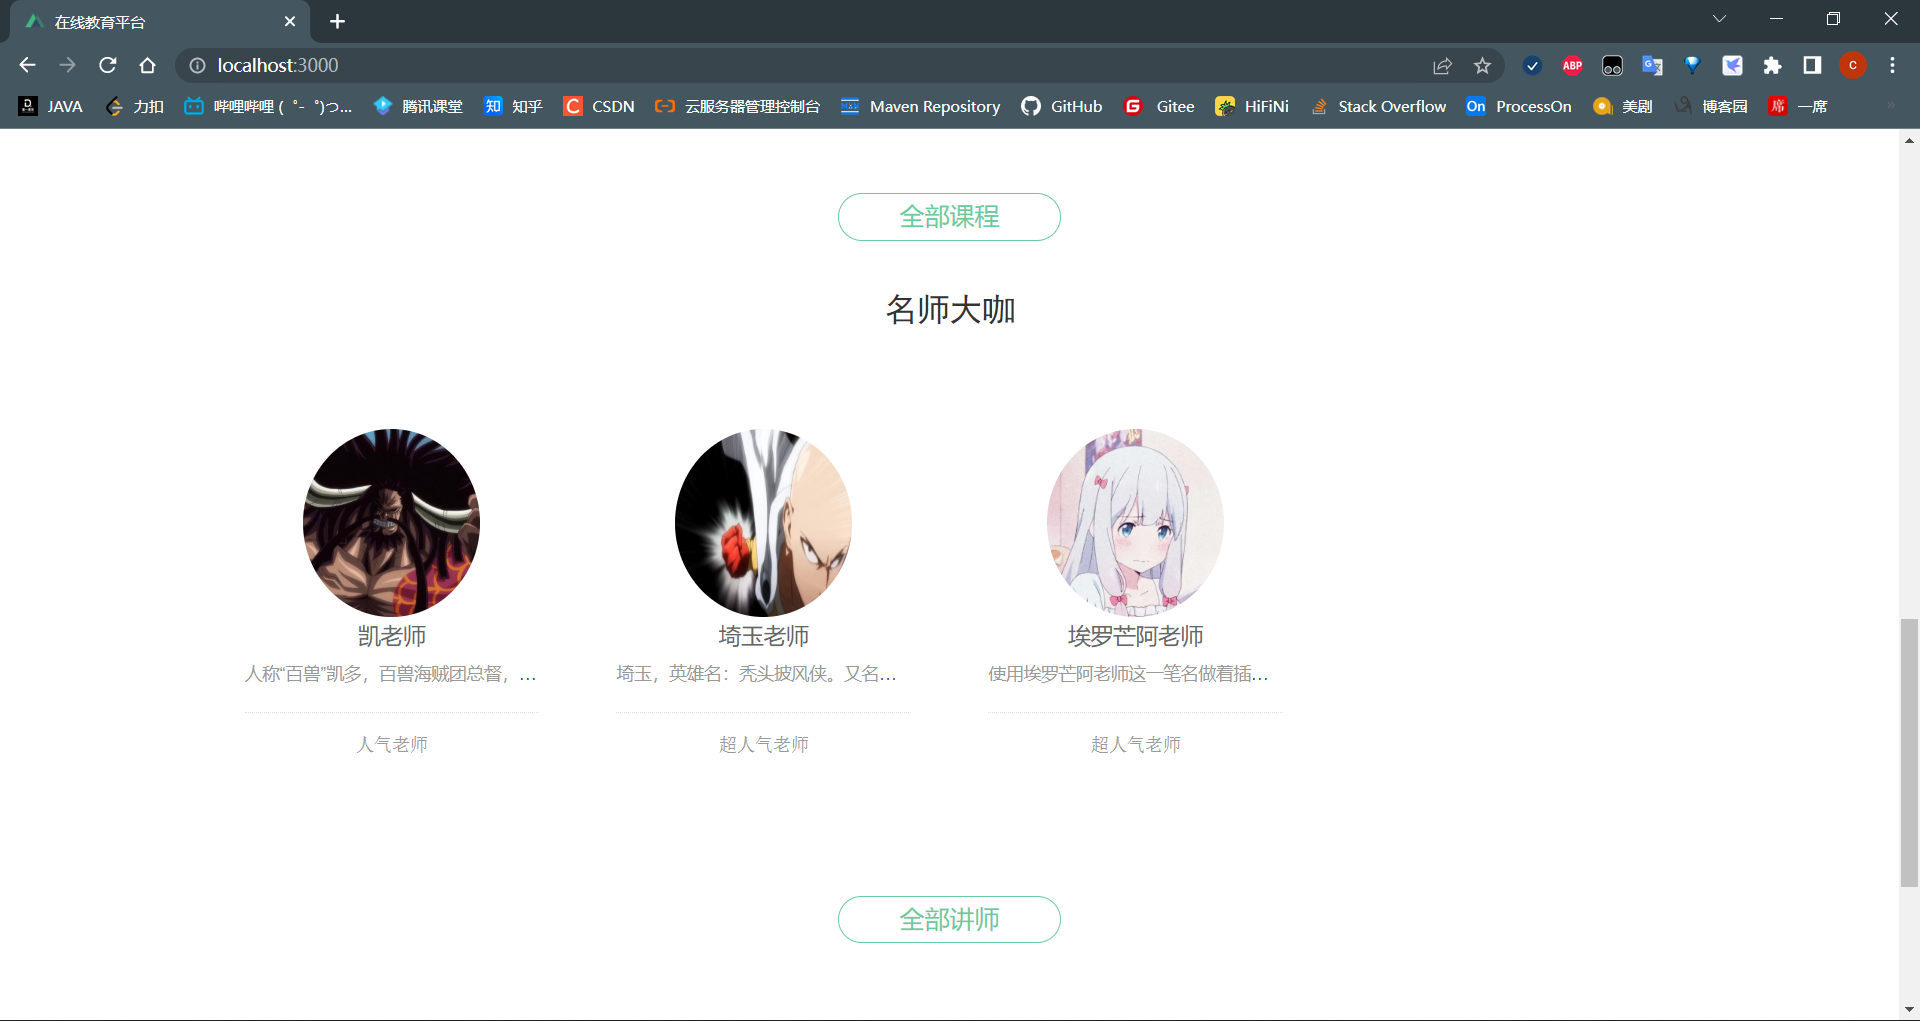 在线教育平台
localhost:3000
ABP
C
JAVA
力扣
哔哩哔哩 (゜-゜)つ...
腾讯课堂
知 知乎
C CSDN
云服务器管理控制台
Maven Repository
GitHub
G Gitee
HiFiNi
Stack Overflow
On ProcessOn
美剧
博客园
席 一席
全部课程
名师大咖
凯老师
人称“百兽”凯多，百兽海贼团总督，...
人气老师
埼玉老师
埼玉，英雄名：秃头披风侠。又名...
超人气老师
埃罗芒阿老师
使用埃罗芒阿老师这一笔名做着插...
超人气老师
全部讲师